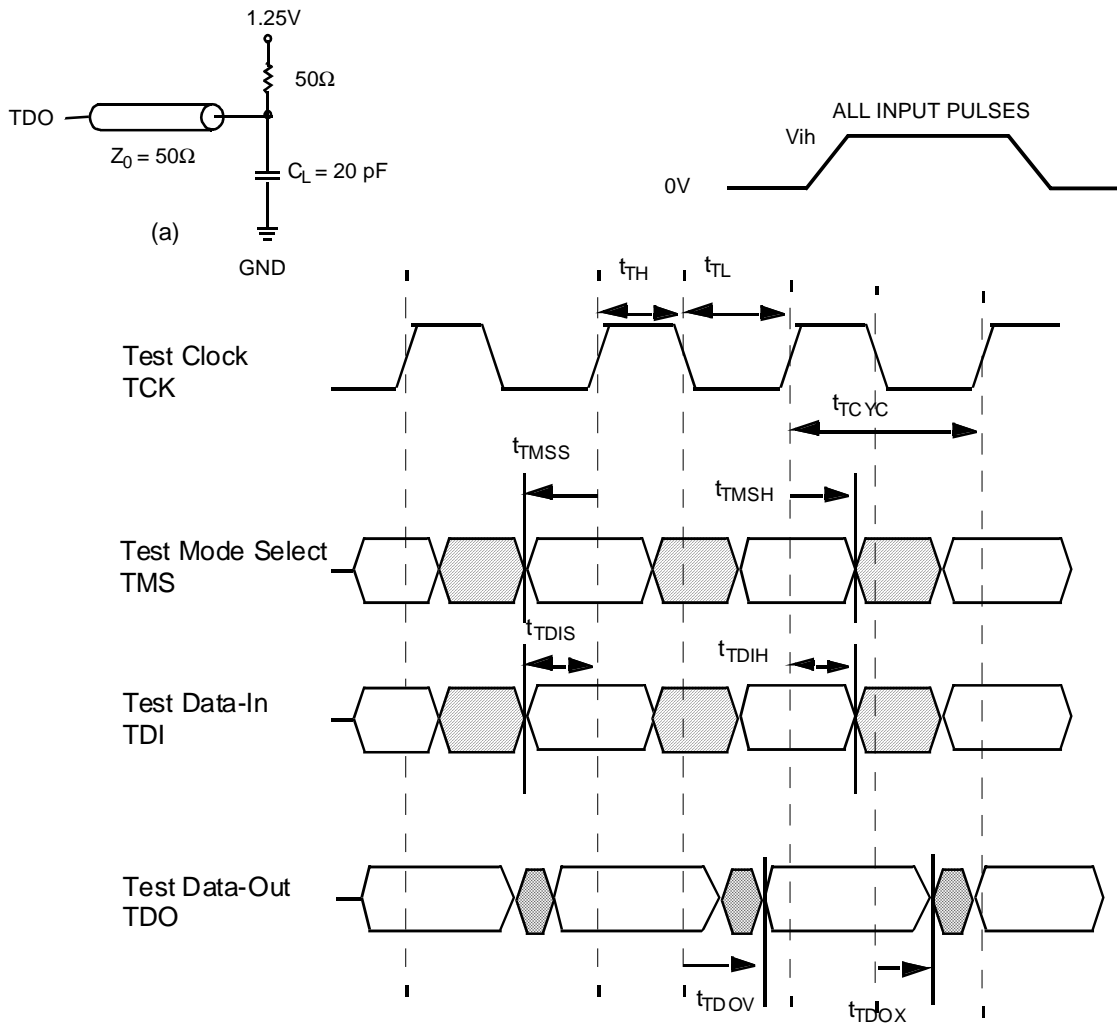 1.25V
50Ω
TDO
Z0 = 50Ω
CL = 20 pF
(a)
GND
ALL INPUT PULSES
Vih
0V
tTH
tTL
Test Clock
TCK
tTCYC
tTMSS
tTMSH
Test Mode Select
TMS
tTDIS
tTDIH
Test Data-In
TDI
Test Data-Out
TDO
tTDOV
tTDOX